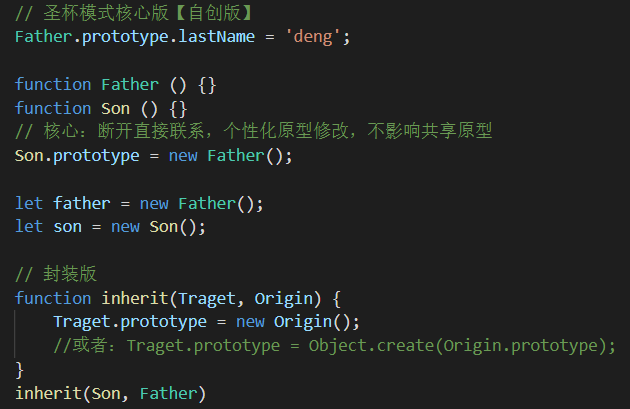 // 圣杯模式核心版【自创版】
Father.prototype.lastName = 'deng';
function Father () {}
function Son () {}
// 核心：断开直接联系，个性化原型修改，不影响共享原型
Son.prototype = new Father();
let father = new Father();
let son = new Son();
// 封装版
function inherit(Traget, Origin) {
    Traget.prototype = new Origin();
    //或者：Traget.prototype = Object.create(Origin.prototype);
}
inherit(Son, Father)